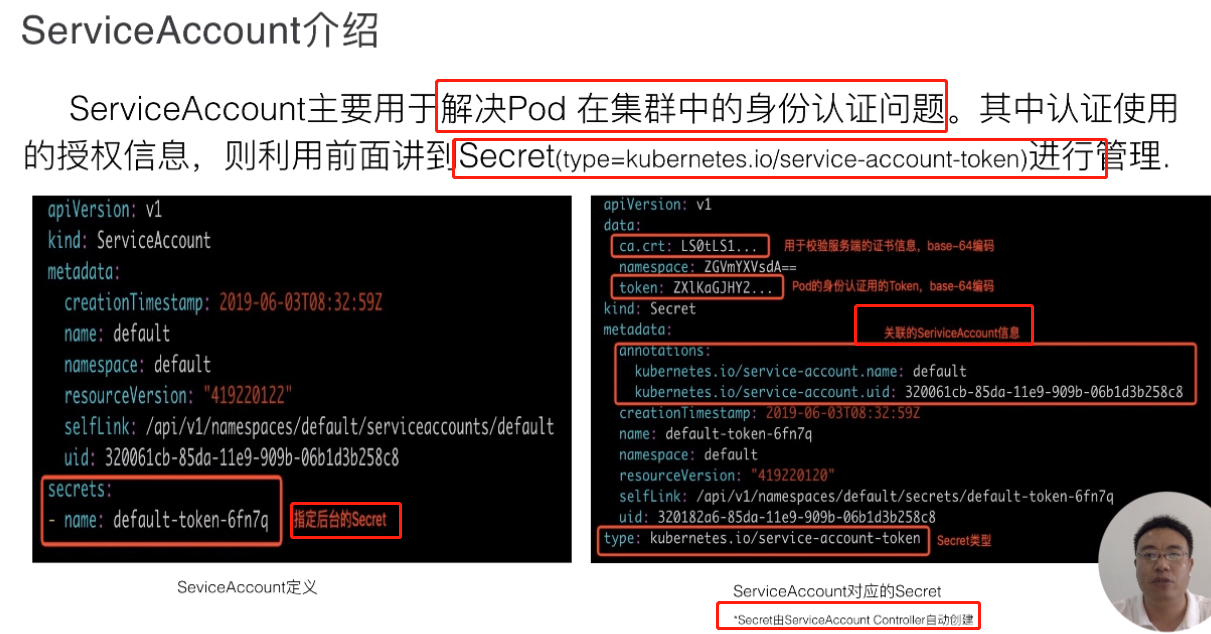 ServiceAccount介绍
ServiceAccount主要用于解决Pod 在集群中的身份认证问题。其中认证使用
的授权信息，则利用前面讲到Secret(type=kubernetes.io/service-account-token)进行管理.
apiVersion: v1
kind: ServiceAccount
metadata:
creationTimestamp: 2019-06-03T08:32:59Z
name: default
namespace: default
resourceVersion: "419220122"
selfLink: /api/v1/namespaces/default/serviceaccounts/default
uid: 320061cb-85da-11e9-909b-06b1d3b258c8
secrets:
- name: default-token-6fn7q
指定后台的Secret
SeviceAccount定义
apiVersion: v1
data:
ca.crt: LS0tLS1... 用于校验服务端的证书信息，base-64编码
namespace: ZGVmYXVsdA==
token: ZXlKaGJHY2... Pod的身份认证用的Token，base-64编码
kind: Secret
metadata:
关联的SeriviceAccount信息
annotations:
kubernetes.io/service-account.name: default
kubernetes.io/service-account.uid: 320061cb-85da-11e9-909b-06b1d3b258c8
creationTimestamp: 2019-06-03T08:32:59Z
name: default-token-6fn7q
namespace: default
resourceVersion: "419220120"
selfLink: /api/v1/namespaces/default/secrets/default-token-6fn7q
uid: 320182a6-85da-11e9-909b-06b1d3b258c8
type: kubernetes.io/service-account-token Secret类型
ServiceAccount对应的Secret
*Secret由ServiceAccount Controller自动创建